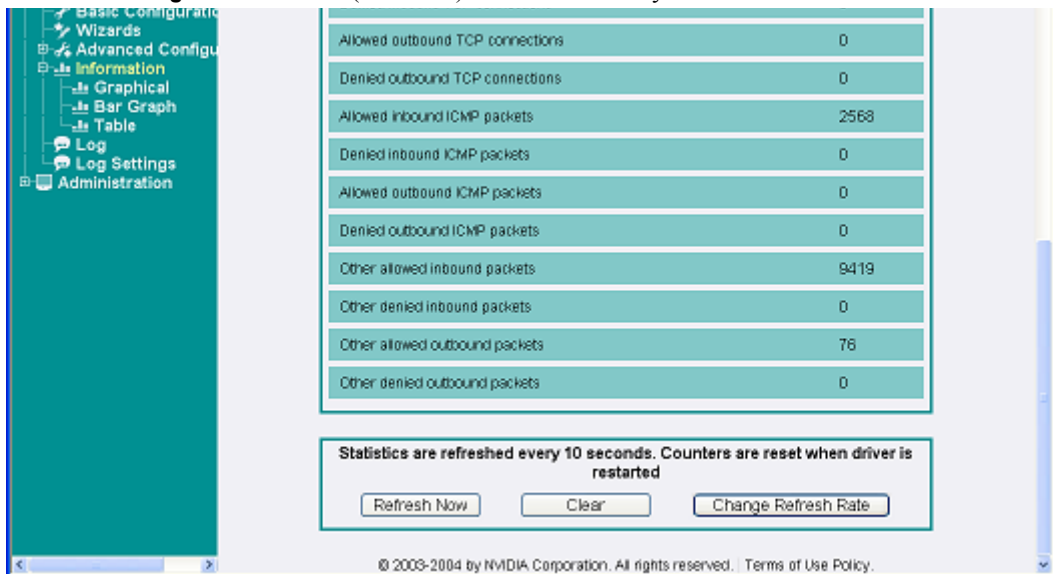 Basic Configuratio
Wizards
Advanced Configu
Information
Graphical
Bar Graph
Table
Log
Log Settings
Administration
Allowed outbound TCP connections 0
Denied outbound TCP connections 0
Allowed inbound ICMP packets 2568
Denied inbound ICMP packets 0
Allowed outbound ICMP packets 0
Denied outbound ICMP packets 0
Other allowed inbound packets 9419
Other denied inbound packets 0
Other allowed outbound packets 76
Other denied outbound packets 0
Statistics are refreshed every 10 seconds. Counters are reset when driver is
restarted
Refresh Now Clear Change Refresh Rate
© 2003-2004 by NVIDIA Corporation. All rights reserved. | Terms of Use Policy.